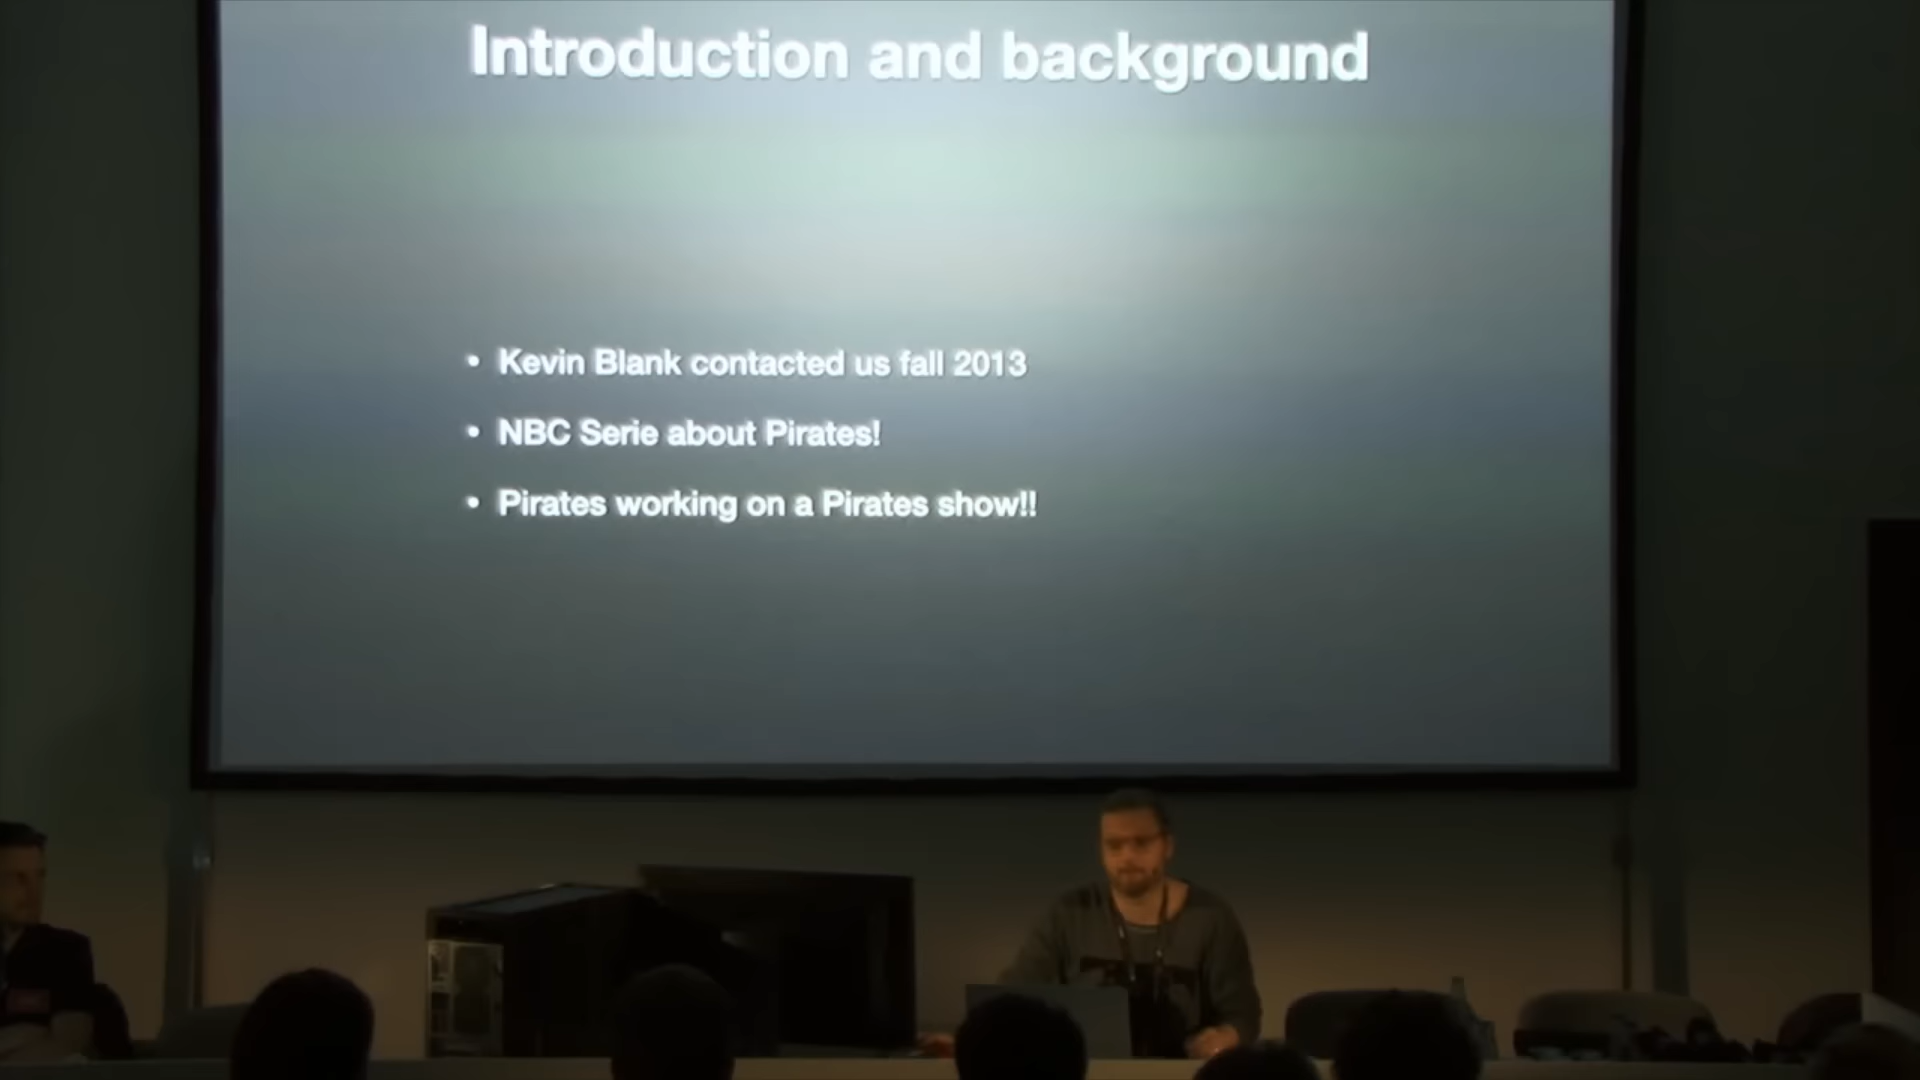 Introduction and background
• Kevin Blank contacted us fall 2013
• NBC Serie about Pirates!
• Pirates working on a Pirates show!!